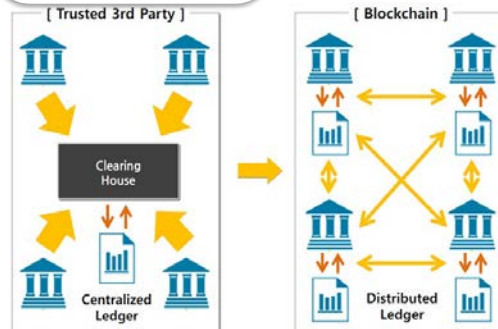 [ Trusted 3rd Party ]
Clearing
House
Centralized
Ledger
[ Blockchain ]
Distributed
Ledger